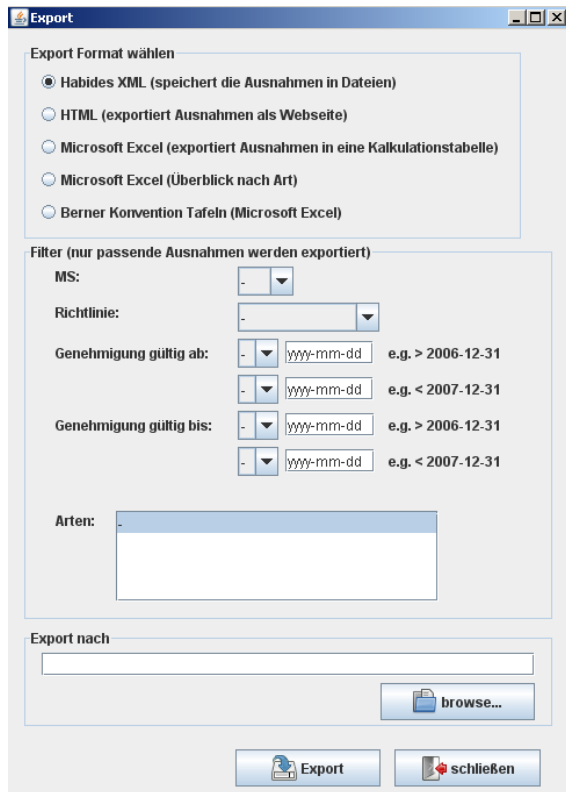 Export
Export Format wählen
Habides XML (speichert die Ausnahmen in Dateien)
HTML (exportiert Ausnahmen als Webseite)
Microsoft Excel (exportiert Ausnahmen in eine Kalkulationstabelle)
Microsoft Excel (Überblick nach Art)
Berner Konvention Tafeln (Microsoft Excel)
Filter (nur passende Ausnahmen werden exportiert)
MS: -
Richtlinie: -
Genehmigung gültig ab: - yyyy-mm-dd e.g. > 2006-12-31
- yyyy-mm-dd e.g. < 2007-12-31
Genehmigung gültig bis: - yyyy-mm-dd e.g. > 2006-12-31
- yyyy-mm-dd e.g. < 2007-12-31
Arten: -
Export nach
browse...
Export schließen